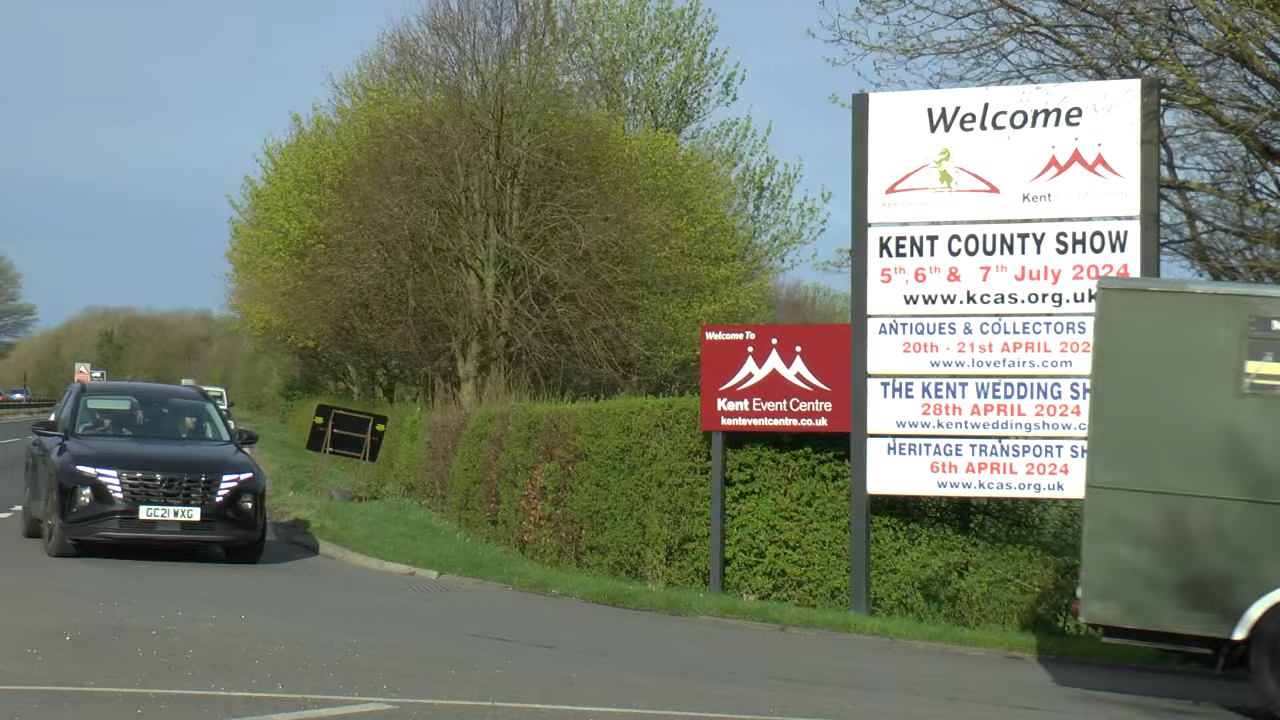 Welcome
Kent County
Kent
KENT COUNTY SHOW
5th, 6th & 7th July 2024
www.kcas.org.uk
ANTIQUES & COLLECTORS
20th - 21st APRIL 202
www.lovefairs.com
THE KENT WEDDING SH
28th APRIL 2024
www.kentweddingshow.c
HERITAGE TRANSPORT SH
6th APRIL 2024
www.kcas.org.uk
Welcome To
Kent Event Centre
kenteventcentre.co.uk
GC21 WXG